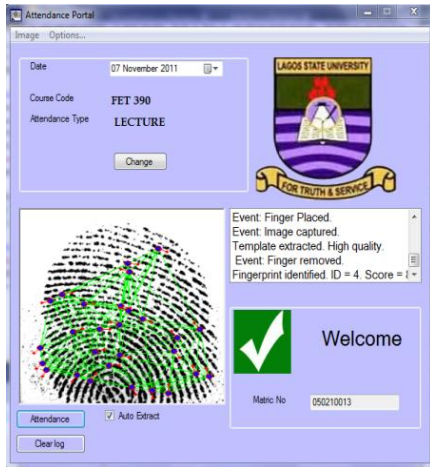 Attendance Portal
Image Options...
Date 07 November 2011
Course Code FET 390
Attendance Type LECTURE
Change
LAGOS STATE UNIVERSITY
FOR TRUTH & SERVICE
Event: Finger Placed.
Event: Image captured.
Template extracted. High quality.
Event: Finger removed.
Fingerprint identified. ID = 4. Score =
Welcome
Matric No 050210013
Attendance
Auto Extract
Clear log